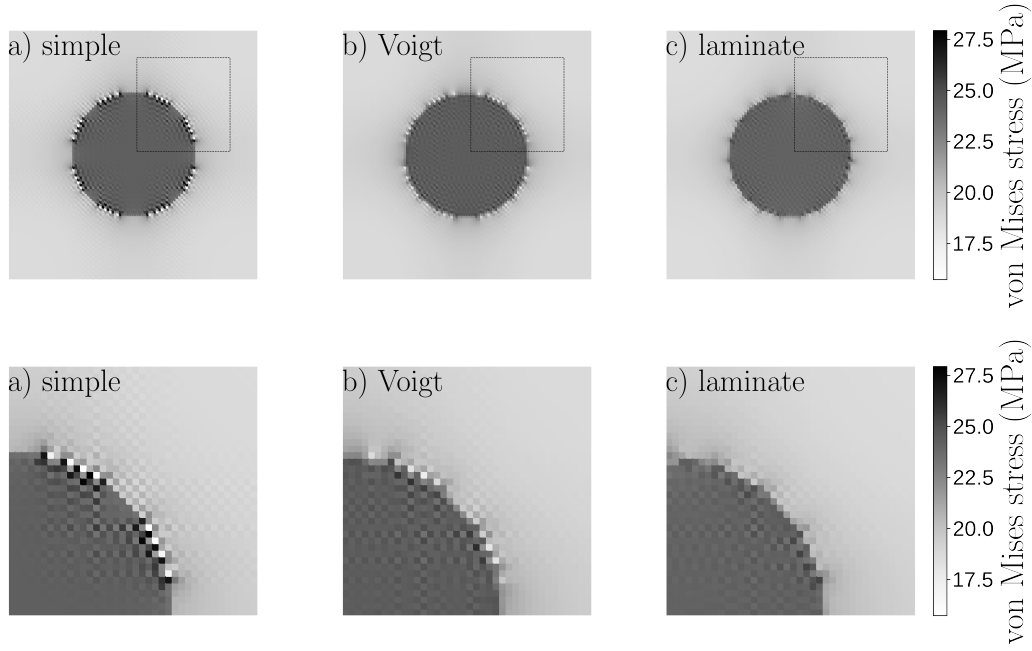 a) simple
b) Voigt
c) laminate
27.5
25.0
22.5
20.0
17.5
von Mises stress (MPa)
a) simple
b) Voigt
c) laminate
27.5
25.0
22.5
20.0
17.5
von Mises stress (MPa)